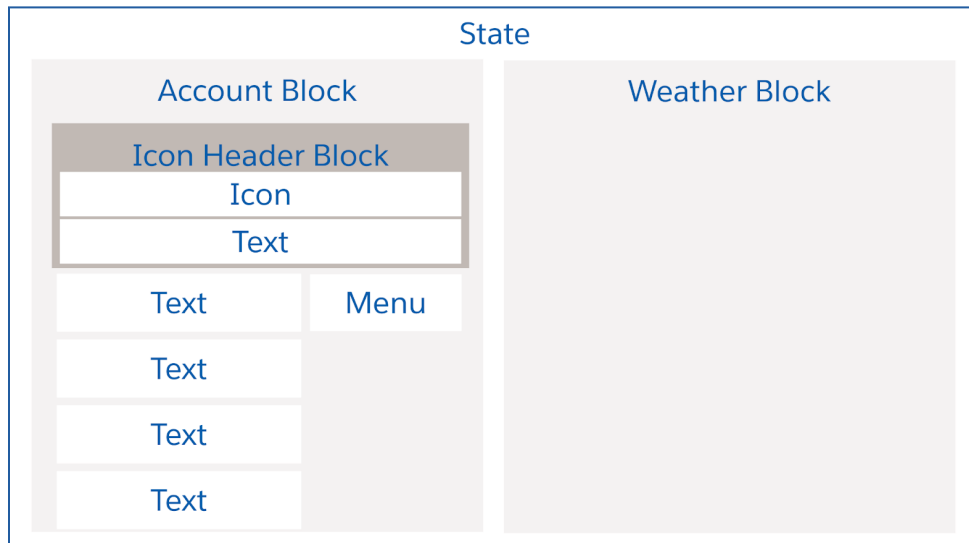 State
Account Block
Icon Header Block
Icon
Text
Text
Menu
Text
Text
Text
Weather Block